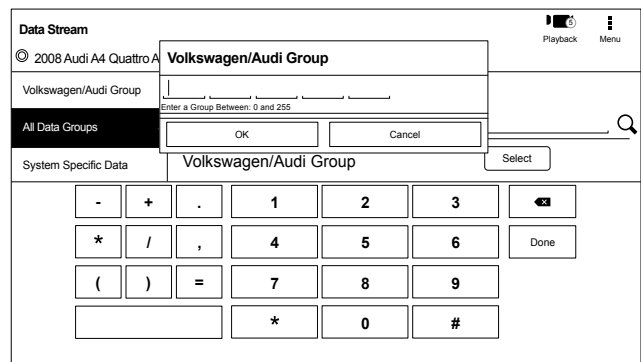 Data Stream
5
Playback
Menu
2008 Audi A4 Quattro A
Volkswagen/Audi Group
Volkswagen/Audi Group
Enter a Group Between: 0 and 255
All Data Groups
OK
Cancel
System Specific Data
Volkswagen/Audi Group
Select
- + . 1 2 3
* / , 4 5 6 Done
( ) = 7 8 9
* 0 #